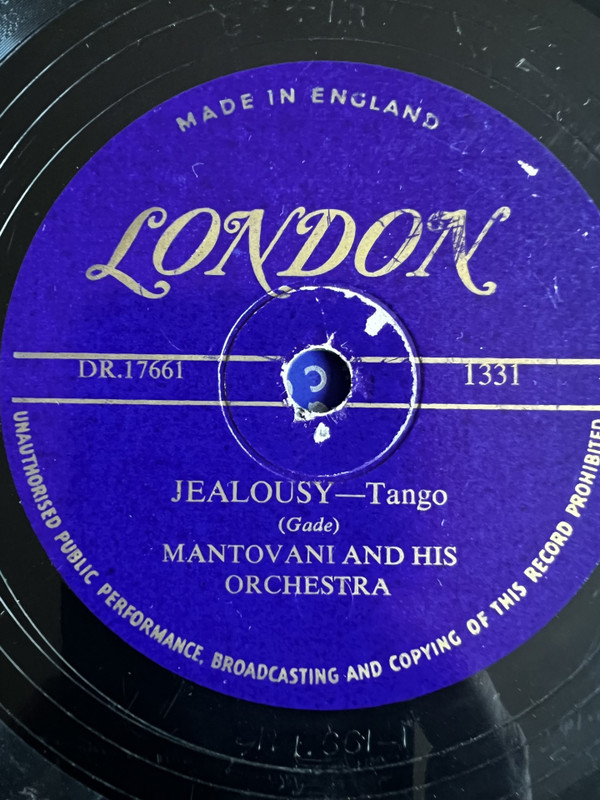 MADE IN ENGLAND
LONDON
DR.17661 1331
JEALOUSY—Tango
(Gade)
MANTOVANI AND HIS
ORCHESTRA
UNAUTHORISED PUBLIC PERFORMANCE, BROADCASTING AND COPYING OF THIS RECORD PROHIBITED